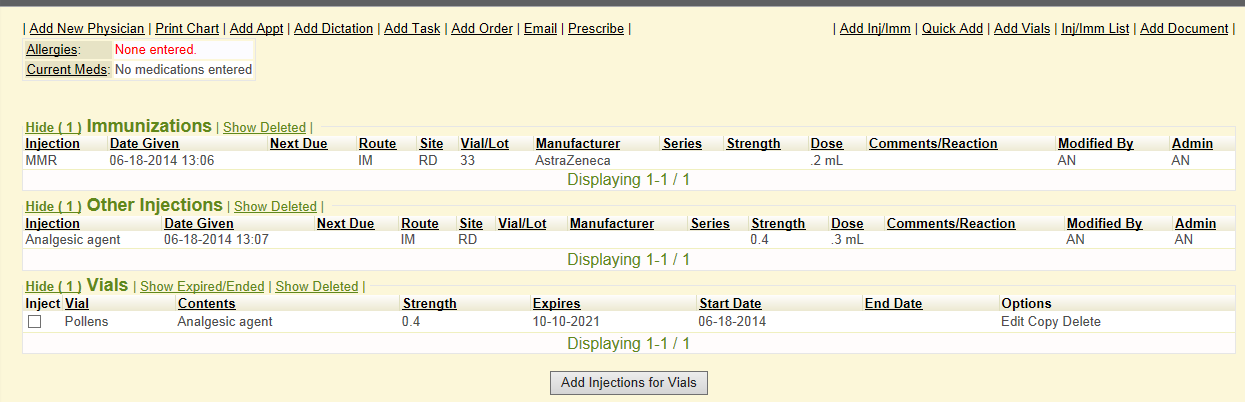 | Add New Physician | Print Chart | Add Appt | Add Dictation | Add Task | Add Order | Email | Prescribe | | Add Inj/Imm | Quick Add | Add Vials | Inj/Imm List | Add Document |
Allergies: None entered.
Current Meds: No medications entered
Hide ( 1 ) Immunizations | Show Deleted |
Injection Date Given Next Due Route Site Vial/Lot Manufacturer Series Strength Dose Comments/Reaction Modified By Admin
MMR 06-18-2014 13:06 IM RD 33 AstraZeneca .2 mL AN AN
Displaying 1-1 / 1
Hide ( 1 ) Other Injections | Show Deleted |
Injection Date Given Next Due Route Site Vial/Lot Manufacturer Series Strength Dose Comments/Reaction Modified By Admin
Analgesic agent 06-18-2014 13:07 IM RD 0.4 .3 mL AN AN
Displaying 1-1 / 1
Hide ( 1 ) Vials | Show Expired/Ended | Show Deleted |
Inject Vial Contents Strength Expires Start Date End Date Options
Pollens Analgesic agent 0.4 10-10-2021 06-18-2014 Edit Copy Delete
Displaying 1-1 / 1
Add Injections for Vials